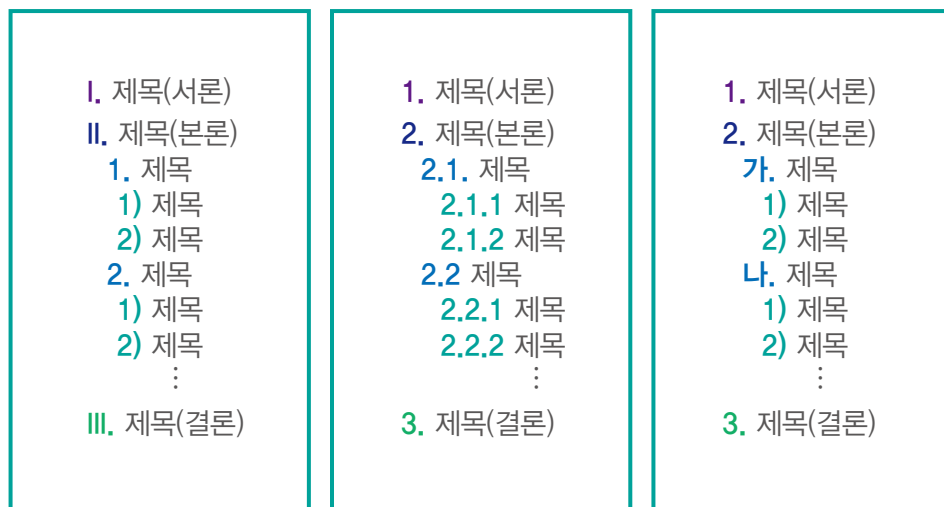 I. 제목(서론)
II. 제목(본론)
1. 제목
1) 제목
2) 제목
2. 제목
1) 제목
2) 제목
⋮
III. 제목(결론)
1. 제목(서론)
2. 제목(본론)
2.1. 제목
2.1.1 제목
2.1.2 제목
2.2 제목
2.2.1 제목
2.2.2 제목
⋮
3. 제목(결론)
1. 제목(서론)
2. 제목(본론)
가. 제목
1) 제목
2) 제목
나. 제목
1) 제목
2) 제목
⋮
3. 제목(결론)